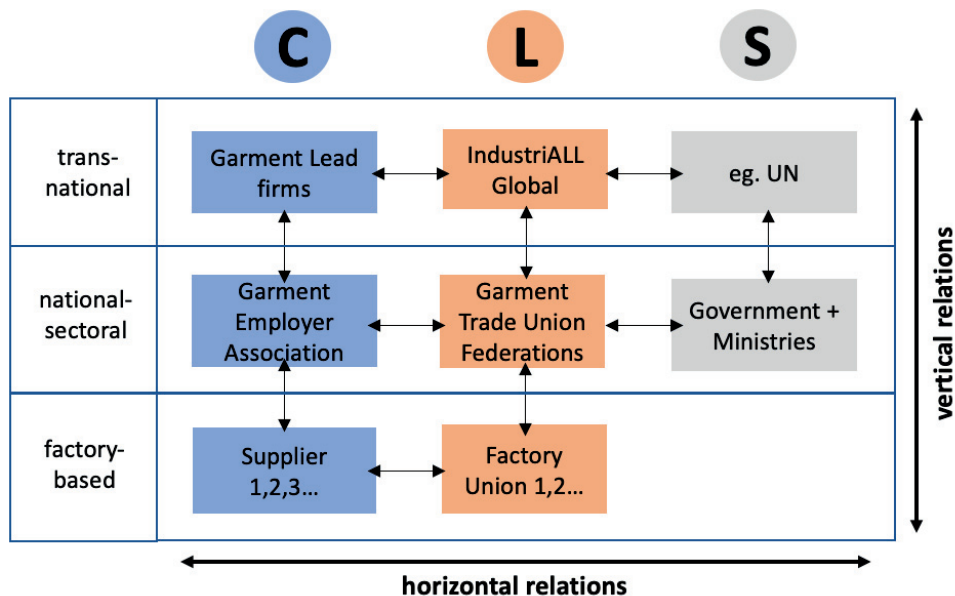 C
L
S
trans-
national
Garment Lead
firms
IndustriALL
Global
eg. UN
national-
sectoral
Garment
Employer
Association
Garment
Trade Union
Federations
Government +
Ministries
factory-
based
Supplier
1,2,3...
Factory
Union 1,2...
vertical relations
horizontal relations